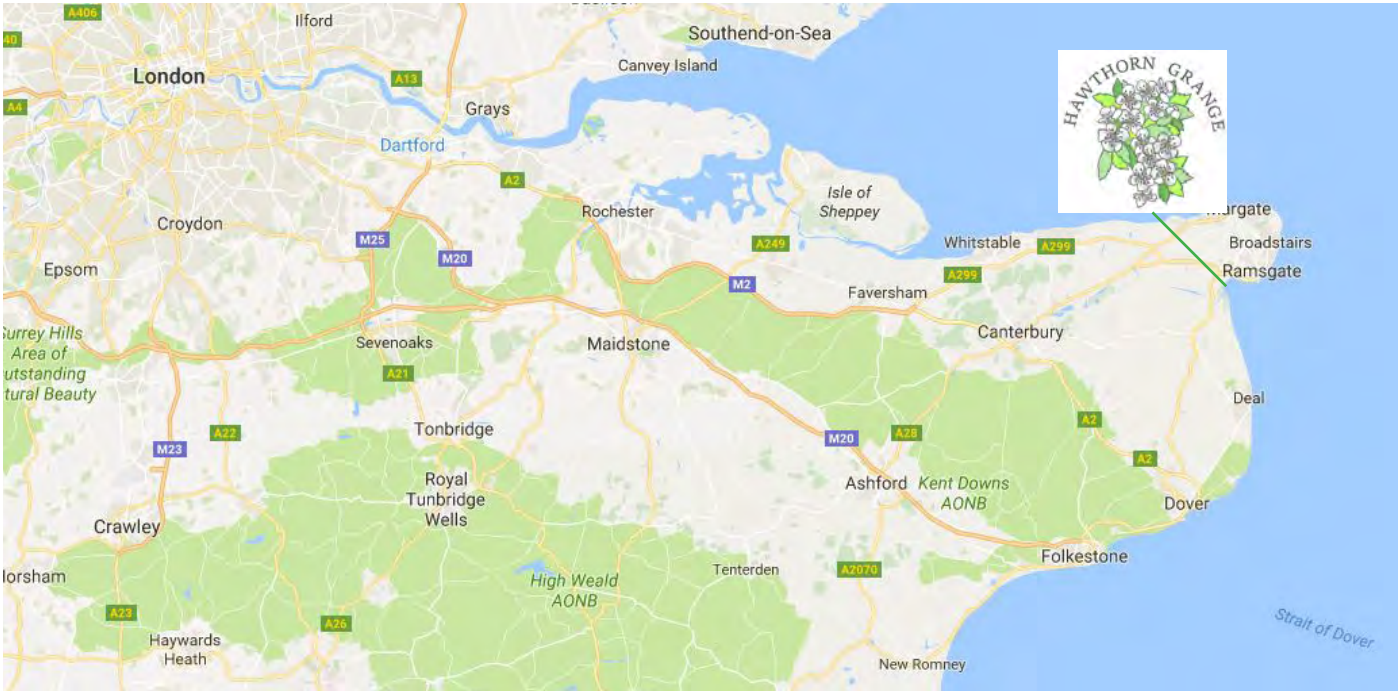 A406
Ilford
Southend-on-Sea
40
London
Canvey Island
A13
A4
Grays
HAWTHORN GRANGE
Dartford
A2
Isle of
Sheppey
Rochester
Margate
Croydon
M25
A249
Whitstable
A299
Broadstairs
M20
Epsom
A299
Ramsgate
M2
Faversham
Surrey Hills
Area of
utstanding
tural Beauty
Canterbury
Sevenoaks
Maidstone
A21
Deal
A2
Tonbridge
A22
A28
M20
M23
A2
Royal
Tunbridge
Wells
Ashford
Kent Downs
AONB
Dover
Crawley
Folkestone
Horsham
High Weald
AONB
Tenterden
A2070
A23
A26
Strait of Dover
Haywards
Heath
New Romney